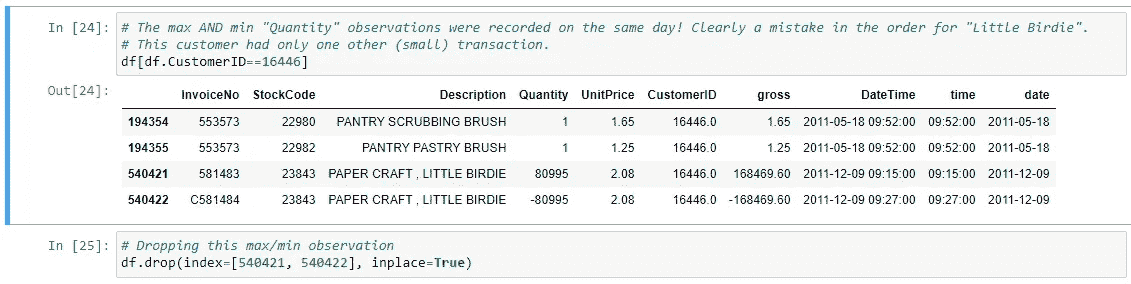 In [24]: # The max AND min "Quantity" observations were recorded on the same day! Clearly a mistake in the order for "Little Birdie".
# This customer had only one other (small) transaction.
df[df.CustomerID==16446]
Out[24]:
InvoiceNo StockCode Description Quantity UnitPrice CustomerID gross DateTime time date
194354 553573 22980 PANTRY SCRUBBING BRUSH 1 1.65 16446.0 1.65 2011-05-18 09:52:00 09:52:00 2011-05-18
194355 553573 22982 PANTRY PASTRY BRUSH 1 1.25 16446.0 1.25 2011-05-18 09:52:00 09:52:00 2011-05-18
540421 581483 23843 PAPER CRAFT , LITTLE BIRDIE 80995 2.08 16446.0 168469.60 2011-12-09 09:15:00 09:15:00 2011-12-09
540422 C581484 23843 PAPER CRAFT , LITTLE BIRDIE -80995 2.08 16446.0 -168469.60 2011-12-09 09:27:00 09:27:00 2011-12-09
In [25]: # Dropping this max/min observation
df.drop(index=[540421, 540422], inplace=True)